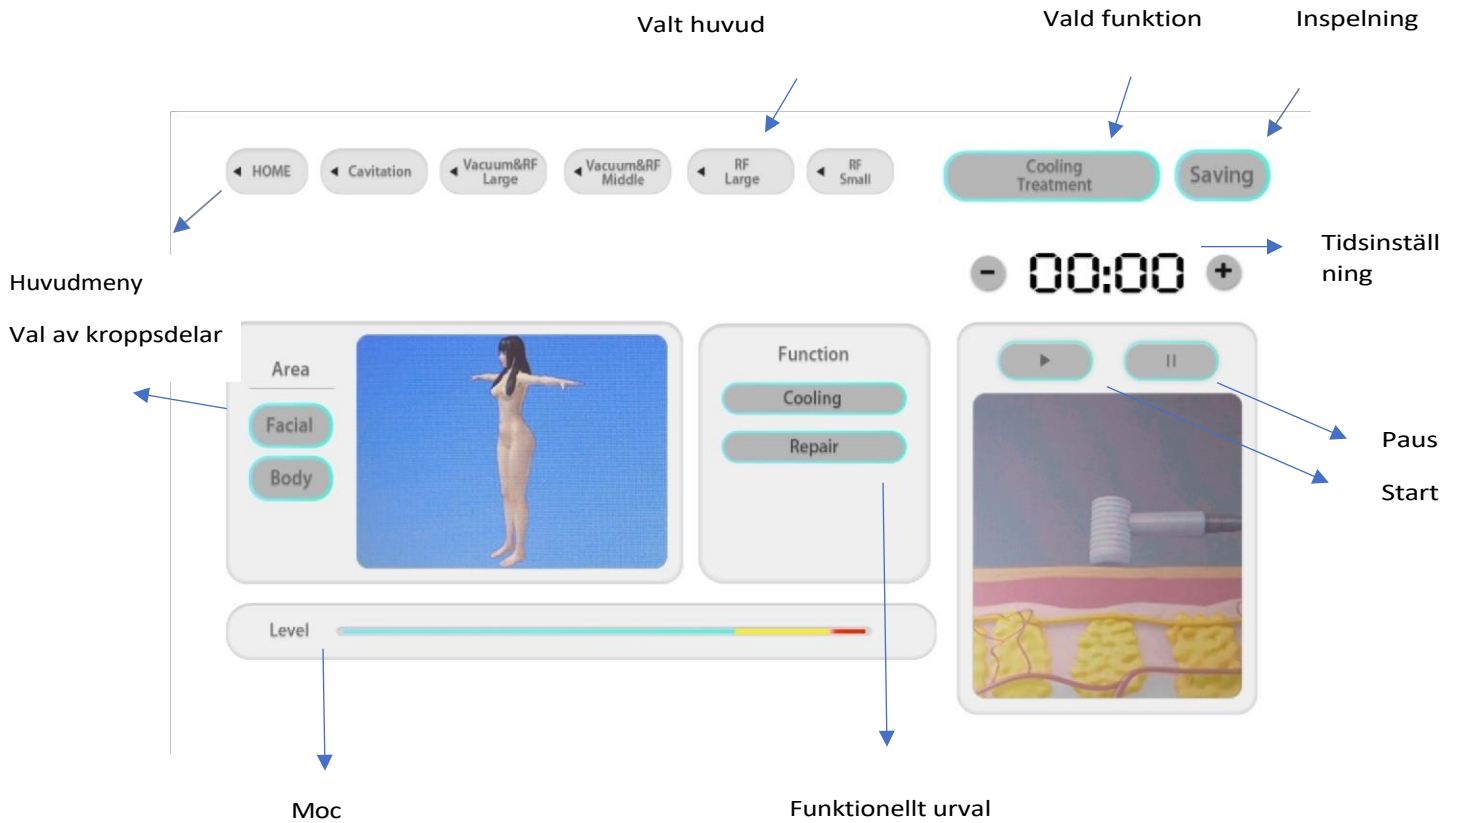 Valt huvud
Vald funktion
Inspelning
HOME
Cavitation
Vacuum&RF
Large
Vacuum&RF
Middle
RF
Large
RF
Small
Cooling
Treatment
Saving
00:00
Tidsinställ
ning
Huvudmeny
Val av kroppsdelar
Area
Facial
Body
Function
Cooling
Repair
Paus
Start
Level
Moc
Funktionellt urval